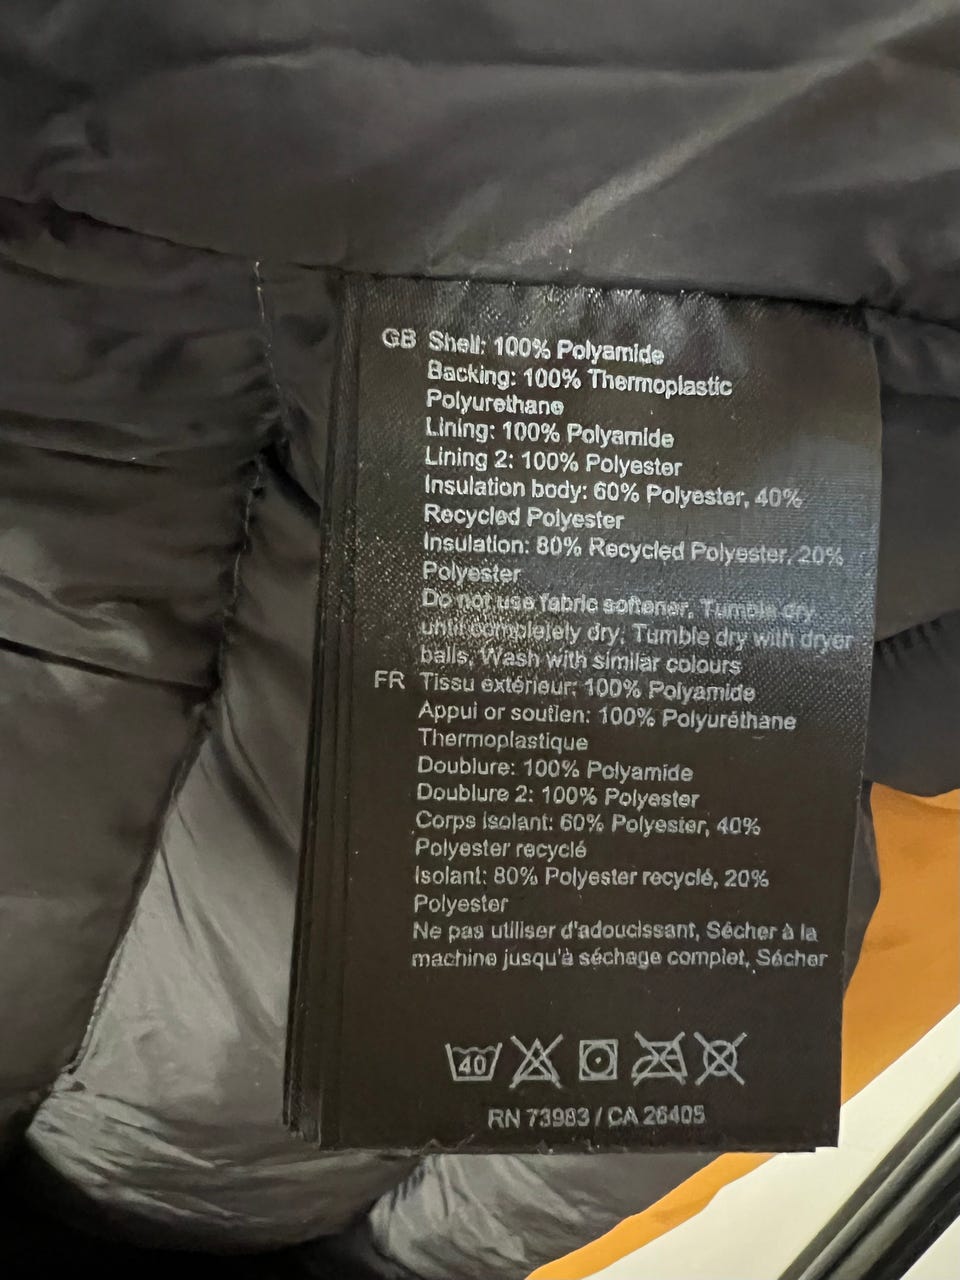 GB Shell: 100% Polyamide
Backing: 100% Thermoplastic
Polyurethane
Lining: 100% Polyamide
Lining 2: 100% Polyester
Insulation body: 60% Polyester, 40%
Recycled Polyester
Insulation: 80% Recycled Polyester, 20%
Polyester
Do not use fabric softener, Tumble dry
until completely dry, Tumble dry with dryer
balls, Wash with similar colours
FR Tissu extérieur: 100% Polyamide
Appui or soutien: 100% Polyuréthane
Thermoplastique
Doublure: 100% Polyamide
Doublure 2: 100% Polyester
Corps isolant: 60% Polyester, 40%
Polyester recyclé
Isolant: 80% Polyester recyclé, 20%
Polyester
Ne pas utiliser d'adoucissant, Sécher à la
machine jusqu'à séchage complet, Sécher
40
RN 73983 / CA 26405